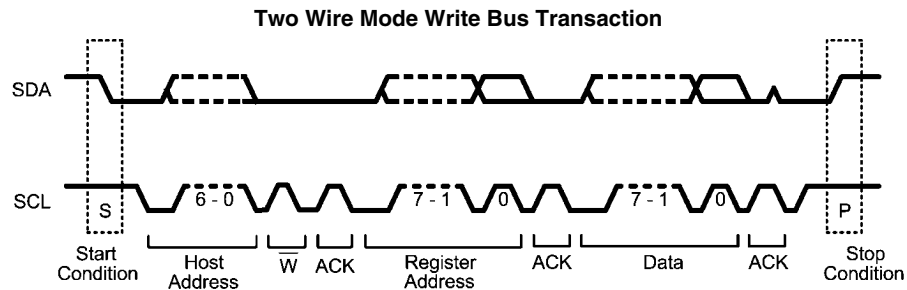 Two Wire Mode Write Bus Transaction
SDA
SCL
S
6 - 0
7 - 1
0
7 - 1
0
P
Start
Condition
Host
Address
W̅
ACK
Register
Address
ACK
Data
ACK
Stop
Condition